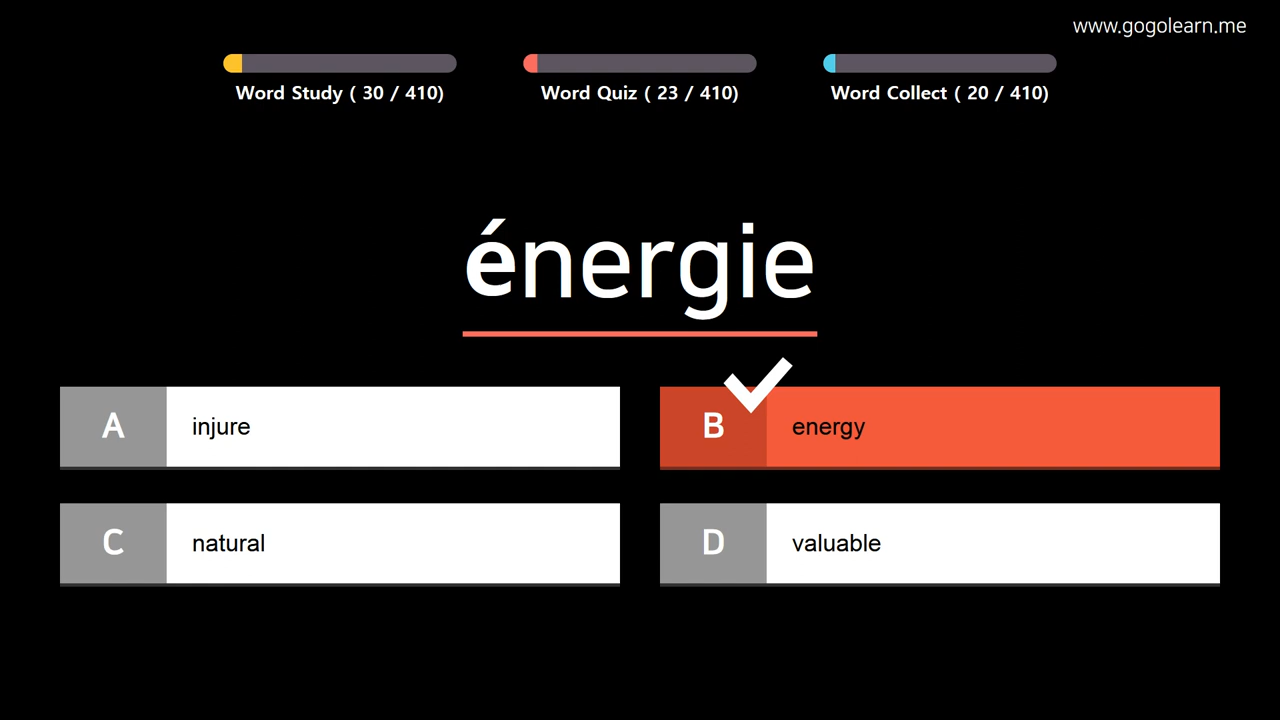 www.gogolearn.me
Word Study ( 30 / 410)
Word Quiz ( 23 / 410)
Word Collect ( 20 / 410)
énergie
A injure
B energy
C natural
D valuable